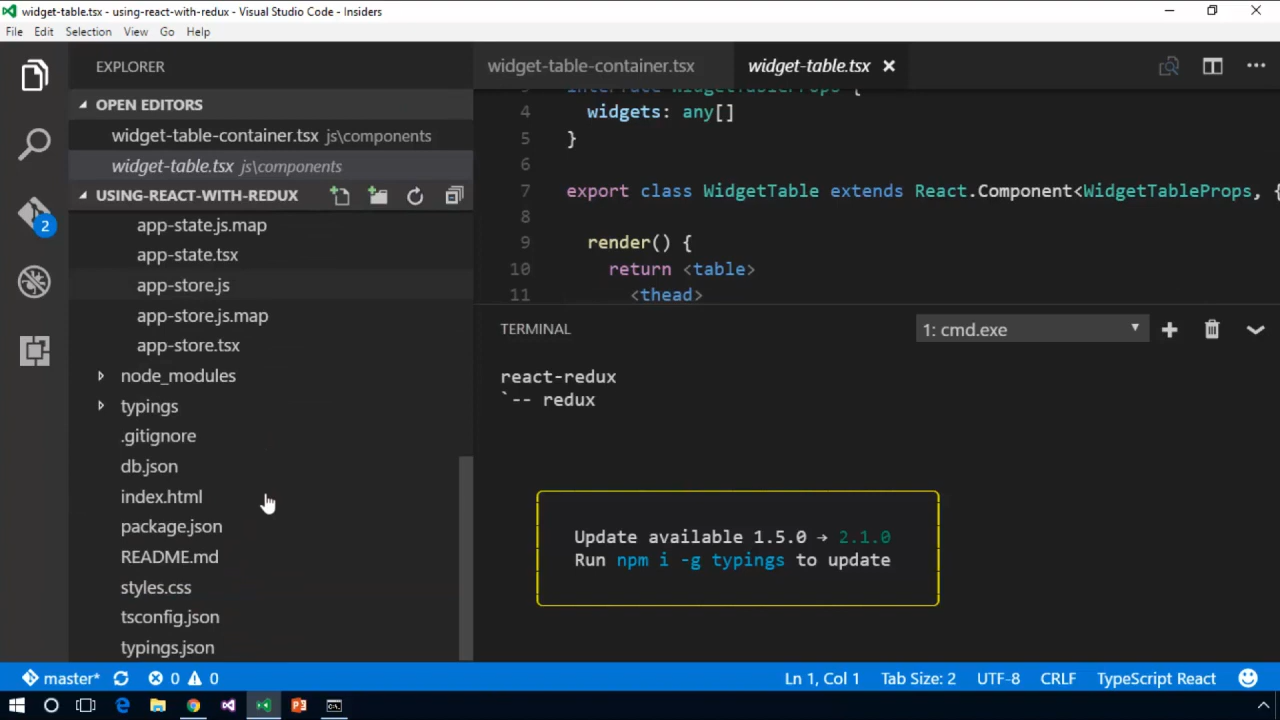 widget-table.tsx - using-react-with-redux - Visual Studio Code - Insiders
File Edit Selection View Go Help
EXPLORER
OPEN EDITORS
widget-table-container.tsx js\components
widget-table.tsx js\components
2
USING-REACT-WITH-REDUX
app-state.js.map
app-state.tsx
app-store.js
app-store.js.map
app-store.tsx
node_modules
typings
.gitignore
db.json
index.html
package.json
README.md
styles.css
tsconfig.json
typings.json
widget-table-container.tsx widget-table.tsx
3 interface WidgetTableProps {
4 widgets: any[]
5 }
6
7 export class WidgetTable extends React.Component<WidgetTableProps, {
8
9 render() {
10 return <table>
11 <thead>
TERMINAL
1: cmd.exe
react-redux
`-- redux
Update available 1.5.0 → 2.1.0
Run npm i -g typings to update
master* 0 0 Ln 1, Col 1 Tab Size: 2 UTF-8 CRLF TypeScript React